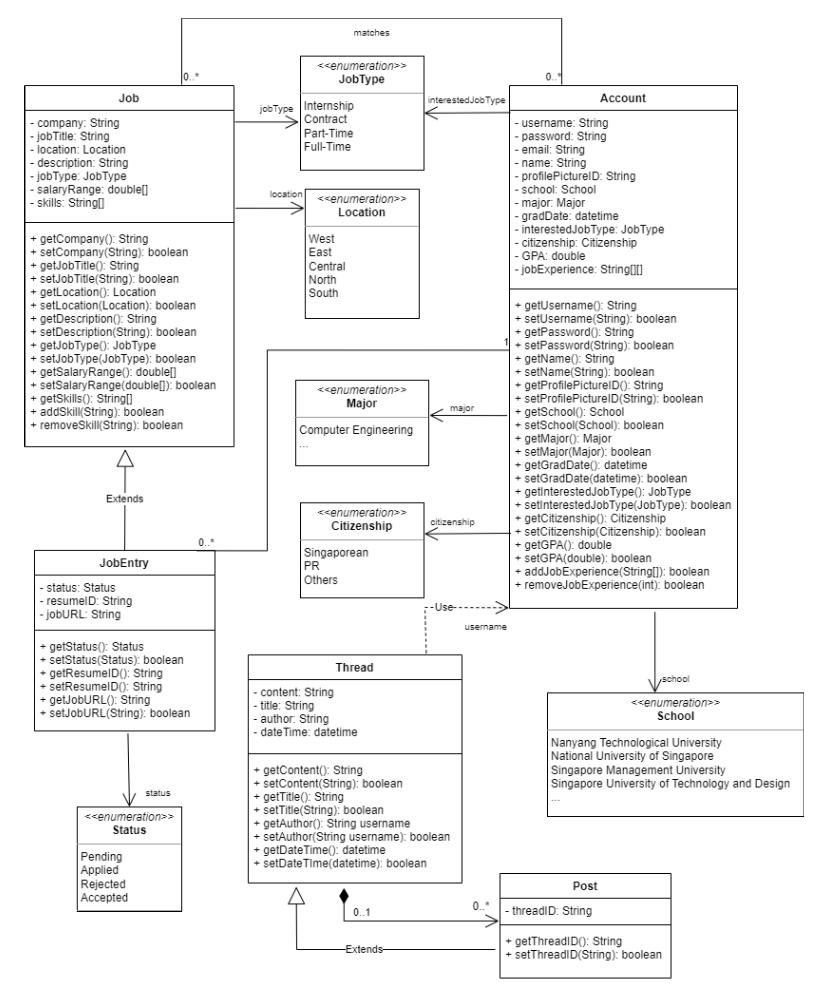 matches
0..*
0..*
Job
- company: String
- jobTitle: String
- location: Location
- description: String
- jobType: JobType
- salaryRange: double[]
- skills: String[]
+ getCompany(): String
+ setCompany(String): boolean
+ getJobTitle(): String
+ setJobTitle(String): boolean
+ getLocation(): Location
+ setLocation(Location): boolean
+ getDescription(): String
+ setDescription(String): boolean
+ getJobType(): JobType
+ setJobType(JobType): boolean
+ getSalaryRange(): double[]
+ setSalaryRange(double[]): boolean
+ getSkills(): String[]
+ addSkill(String): boolean
+ removeSkill(String): boolean
jobType
<<enumeration>>
JobType
Internship
Contract
Part-Time
Full-Time
interestedJobType
location
<<enumeration>>
Location
West
East
Central
North
South
Account
- username: String
- password: String
- email: String
- name: String
- profilePictureID: String
- school: School
- major: Major
- gradDate: datetime
- interestedJobType: JobType
- citizenship: Citizenship
- GPA: double
- jobExperience: String[][]
+ getUsername(): String
+ setUsername(String): boolean
+ getPassword(): String
+ setPassword(String): boolean
+ getName(): String
+ setName(String): boolean
+ getProfilePictureID(): String
+ setProfilePictureID(String): boolean
+ getSchool(): School
+ setSchool(School): boolean
+ getMajor(): Major
+ setMajor(Major): boolean
+ getGradDate(): datetime
+ setGradDate(datetime): boolean
+ getInterestedJobType(): JobType
+ setInterestedJobType(JobType): boolean
+ getCitizenship(): Citizenship
+ setCitizenship(Citizenship): boolean
+ getGPA(): double
+ setGPA(double): boolean
+ addJobExperience(String[]): boolean
+ removeJobExperience(int): boolean
1
<<enumeration>>
Major
Computer Engineering
...
major
<<enumeration>>
Citizenship
Singaporean
PR
Others
citizenship
Extends
0..*
JobEntry
- status: Status
- resumeID: String
- jobURL: String
+ getStatus(): Status
+ setStatus(Status): boolean
+ getResumeID(): String
+ setResumeID(): String
+ getJobURL(): String
+ setJobURL(String): boolean
status
<<enumeration>>
Status
Pending
Applied
Rejected
Accepted
Use
username
Thread
- content: String
- title: String
- author: String
- dateTime: datetime
+ getContent(): String
+ setContent(String): boolean
+ getTitle(): String
+ setTitle(String): boolean
+ getAuthor(): String username
+ setAuthor(String username): boolean
+ getDateTime(): datetime
+ setDateTIme(datetime): boolean
school
<<enumeration>>
School
Nanyang Technological University
National University of Singapore
Singapore Management University
Singapore University of Technology and Design
...
0..1
0..*
Extends
Post
- threadID: String
+ getThreadID(): String
+ setThreadID(String): boolean